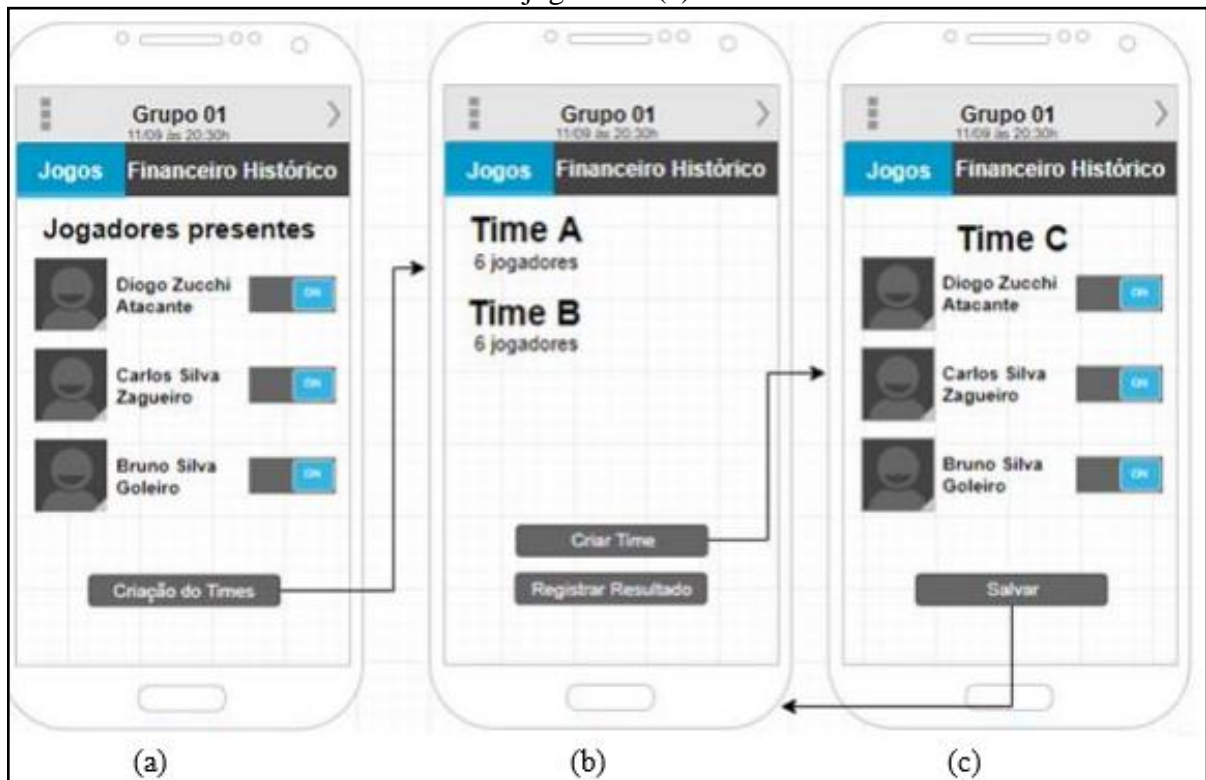 Grupo 01
11/09 às 20:30h
Jogos Financeiro Histórico
Jogadores presentes
Diogo Zucchi
Atacante
ON
Carlos Silva
Zagueiro
ON
Bruno Silva
Goleiro
ON
Criação do Times
(a)
Grupo 01
11/09 às 20:30h
Jogos Financeiro Histórico
Time A
6 jogadores
Time B
6 jogadores
Criar Time
Registrar Resultado
(b)
Grupo 01
11/09 às 20:30h
Jogos Financeiro Histórico
Time C
Diogo Zucchi
Atacante
ON
Carlos Silva
Zagueiro
ON
Bruno Silva
Goleiro
ON
Salvar
(c)